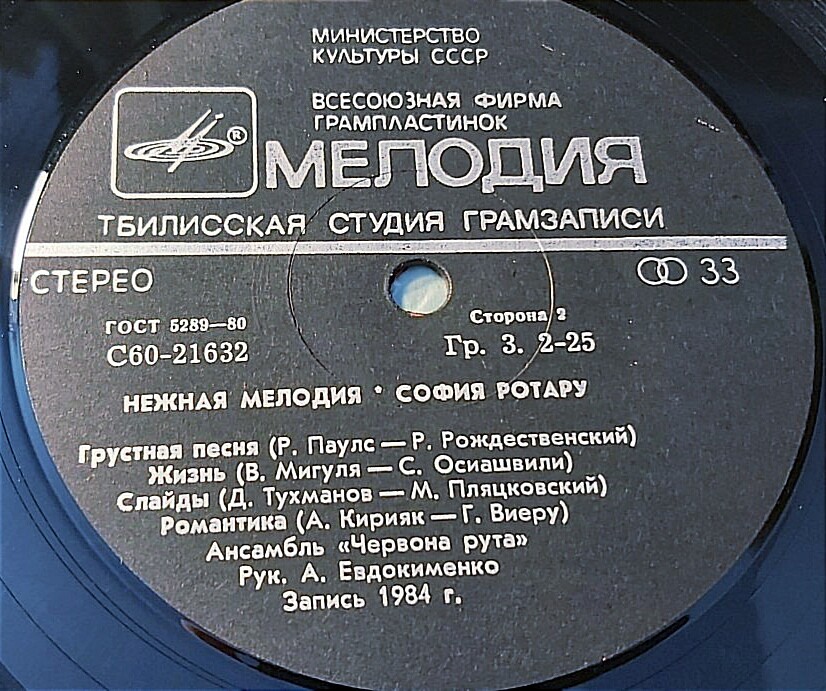 МИНИСТЕРСТВО
КУЛЬТУРЫ СССР
ВСЕСОЮЗНАЯ ФИРМА
ГРАМПЛАСТИНОК
®
МЕЛОДИЯ
ТБИЛИССКАЯ СТУДИЯ ГРАМЗАПИСИ
СТЕРЕО
33
ГОСТ 5289—80
С60-21632
Сторона 2
Гр. 3. 2-25
НЕЖНАЯ МЕЛОДИЯ • СОФИЯ РОТАРУ
Грустная песня (Р. Паулс — Р. Рождественский)
Жизнь (В. Мигуля — С. Осиашвили)
Слайды (Д. Тухманов — М. Пляцковский)
Романтика (А. Кирияк — Г. Виеру)
Ансамбль «Червона рута»
Рук. А. Евдокименко
Запись 1984 г.